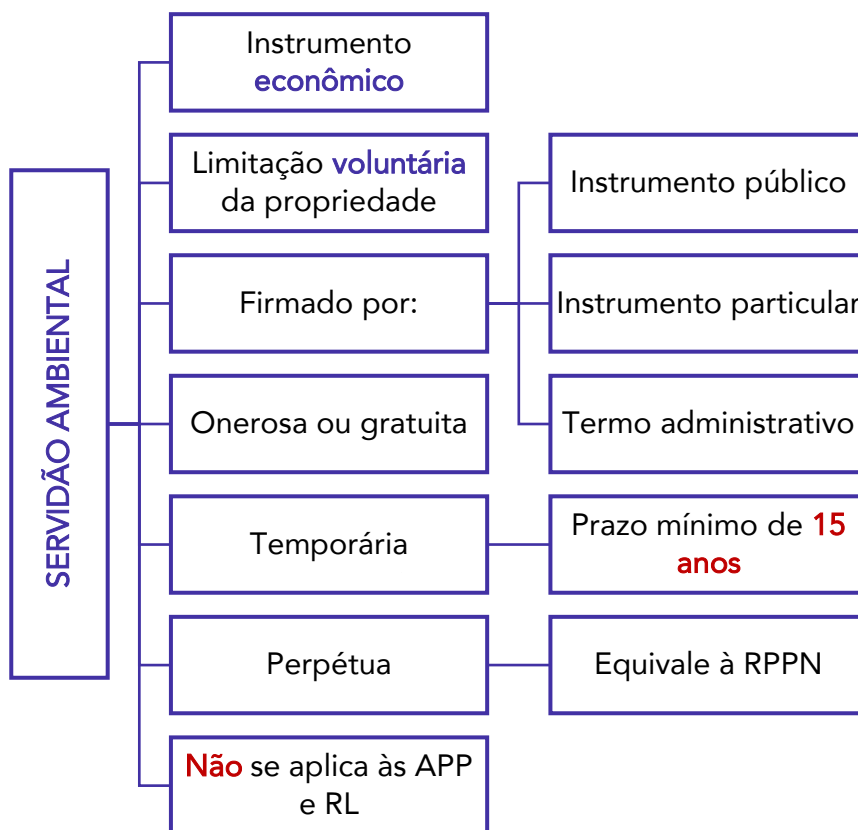 SERVIDÃO AMBIENTAL
Instrumento
econômico
Limitação voluntária
da propriedade
Firmado por:
Instrumento público
Instrumento particular
Termo administrativo
Onerosa ou gratuita
Temporária
Prazo mínimo de 15
anos
Perpétua
Equivale à RPPN
Não se aplica às APP
e RL